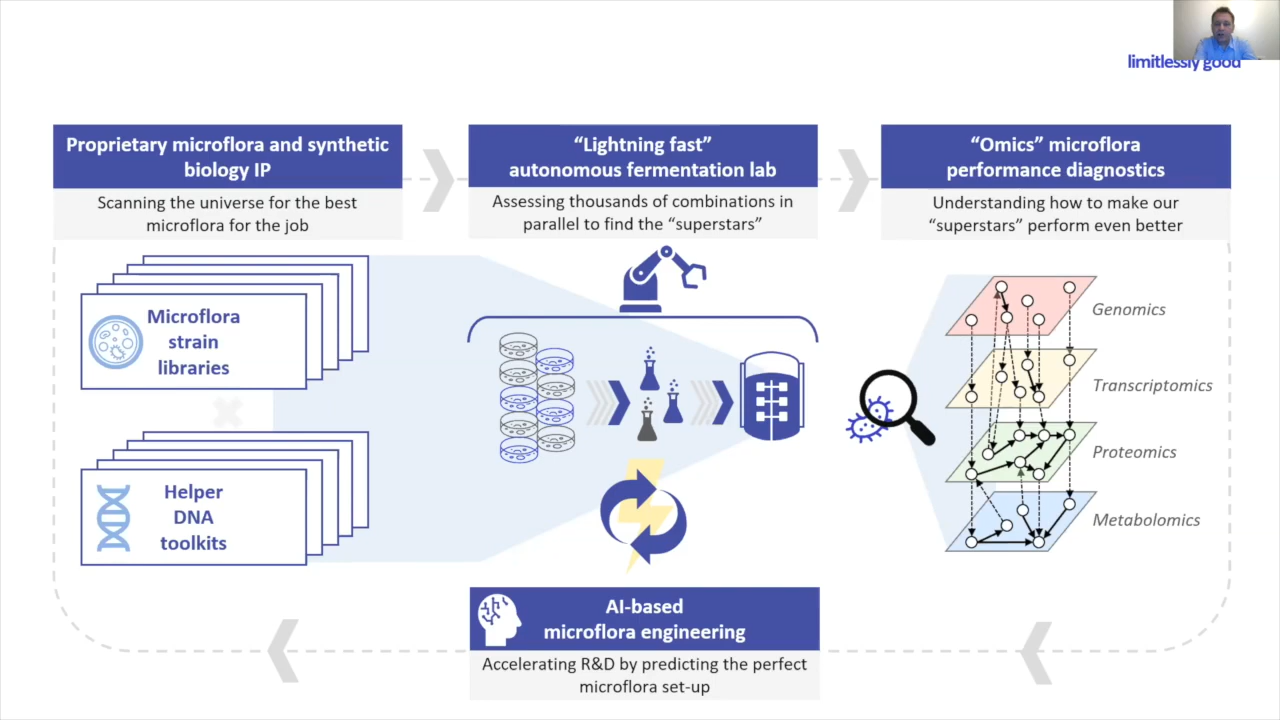 limitlessly good
Proprietary microflora and synthetic
biology IP
Scanning the universe for the best
microflora for the job
“Lightning fast”
autonomous fermentation lab
Assessing thousands of combinations in
parallel to find the “superstars”
“Omics” microflora
performance diagnostics
Understanding how to make our
“superstars” perform even better
Microflora
strain
libraries
Helper
DNA
toolkits
Genomics
Transcriptomics
Proteomics
Metabolomics
AI-based
microflora engineering
Accelerating R&D by predicting the perfect
microflora set-up